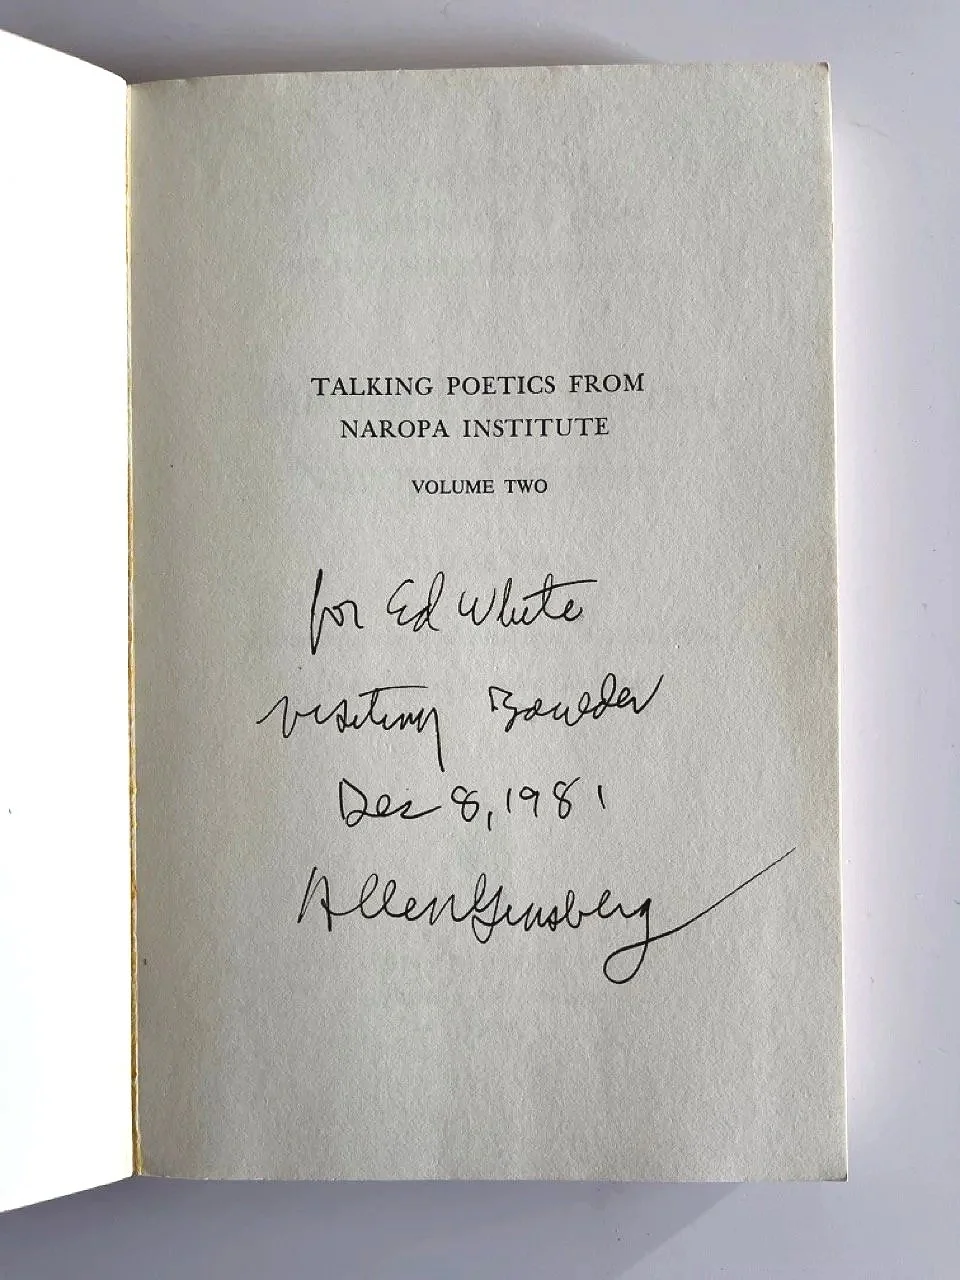 TALKING POETICS FROM
NAROPA INSTITUTE
VOLUME TWO
for Ed White
visiting Boulder
Dec 8, 1981
Allen Ginsberg